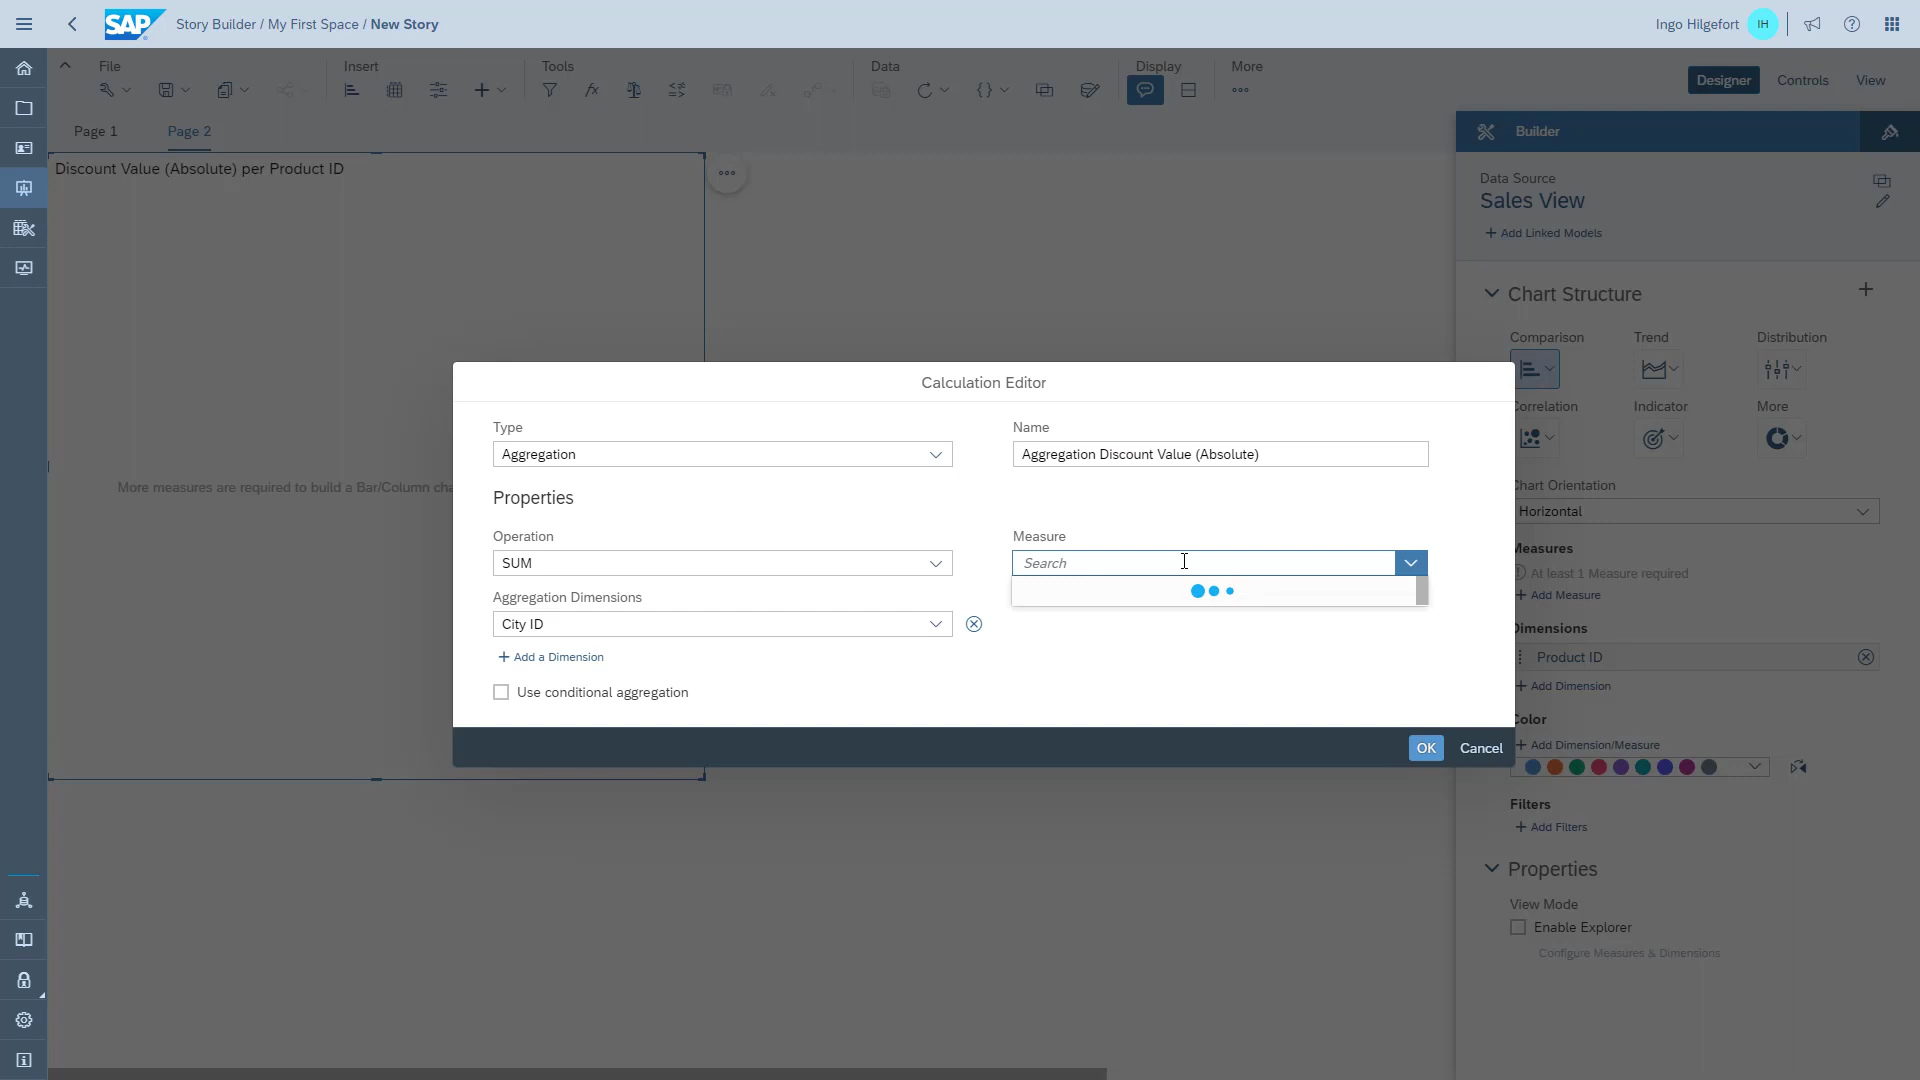 SAP Story Builder / My First Space / New Story
Ingo Hilgefort IH
File Insert Tools Data Display More
Designer Controls View
Page 1 Page 2
Builder
Discount Value (Absolute) per Product ID
Data Source
Sales View
Add Linked Models
Chart Structure
Comparison Trend Distribution
Calculation Editor
Correlation Indicator More
Type Name
Aggregation Aggregation Discount Value (Absolute)
More measures are required to build a Bar/Column cha
Chart Orientation
Horizontal
Properties
Operation Measure
SUM Search
Aggregation Dimensions
City ID
Add a Dimension
Use conditional aggregation
OK Cancel
Measures
At least 1 Measure required
Add Measure
Dimensions
Product ID
Add Dimension
Color
Add Dimension/Measure
Filters
Add Filters
Properties
View Mode
Enable Explorer
Configure Measures & Dimensions